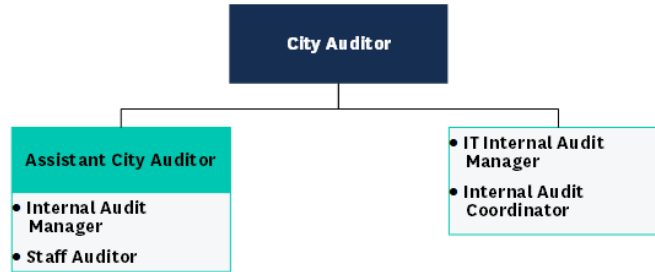 City Auditor
Assistant City Auditor
• Internal Audit
Manager
• Staff Auditor
• IT Internal Audit
Manager
• Internal Audit
Coordinator